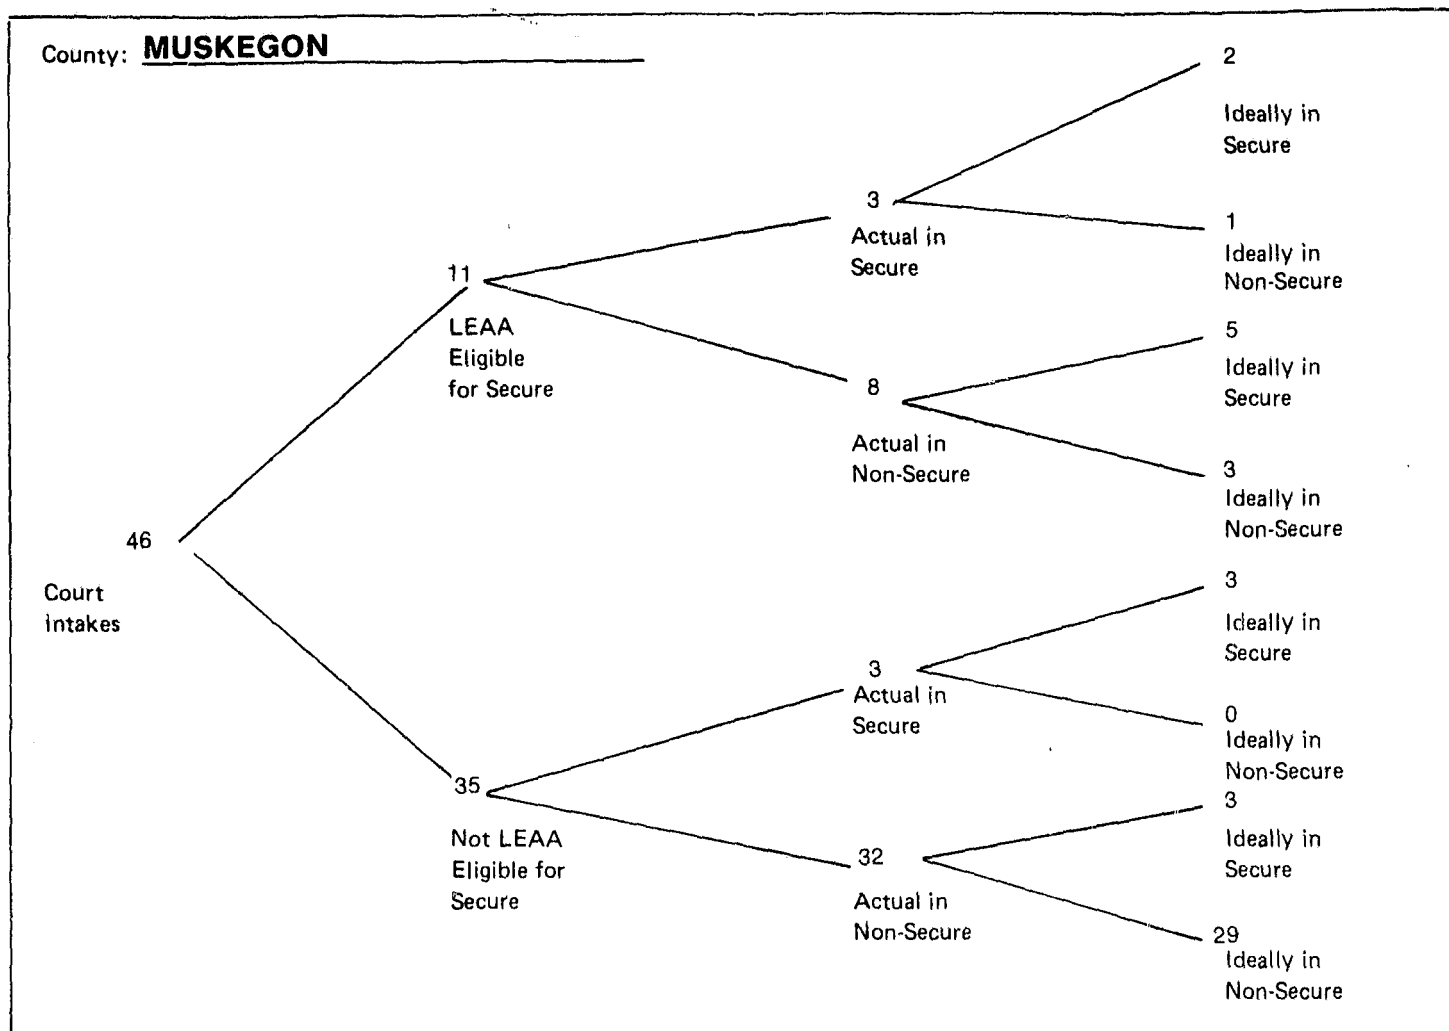 County: MUSKEGON
2
Ideally in
Secure
3
Actual in
Secure
1
Ideally in
Non-Secure
11
LEAA
Eligible
for Secure
5
Ideally in
Secure
8
Actual in
Non-Secure
3
Ideally in
Non-Secure
46
Court
intakes
3
Ideally in
Secure
3
Actual in
Secure
0
Ideally in
Non-Secure
35
Not LEAA
Eligible for
Secure
3
Ideally in
Secure
32
Actual in
Non-Secure
29
Ideally in
Non-Secure